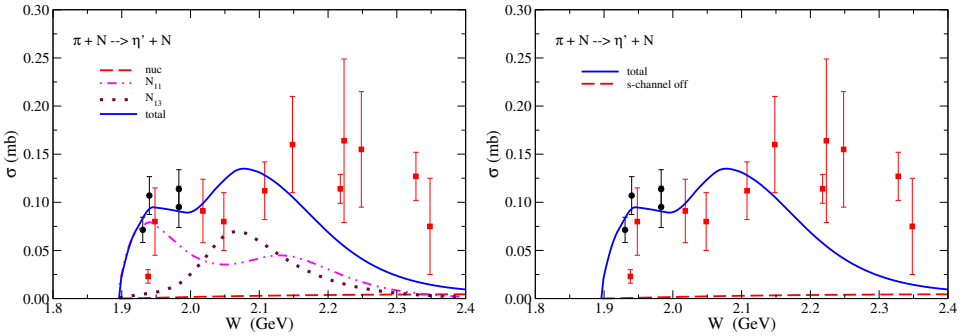 π + N --> η' + N
nuc
N11
N13
total
σ (mb)
0.30
0.25
0.20
0.15
0.10
0.05
0.00
1.8 1.9 2 2.1 2.2 2.3 2.4
W (GeV)
π + N --> η' + N
total
s-channel off
σ (mb)
0.30
0.25
0.20
0.15
0.10
0.05
0.00
1.8 1.9 2 2.1 2.2 2.3 2.4
W (GeV)